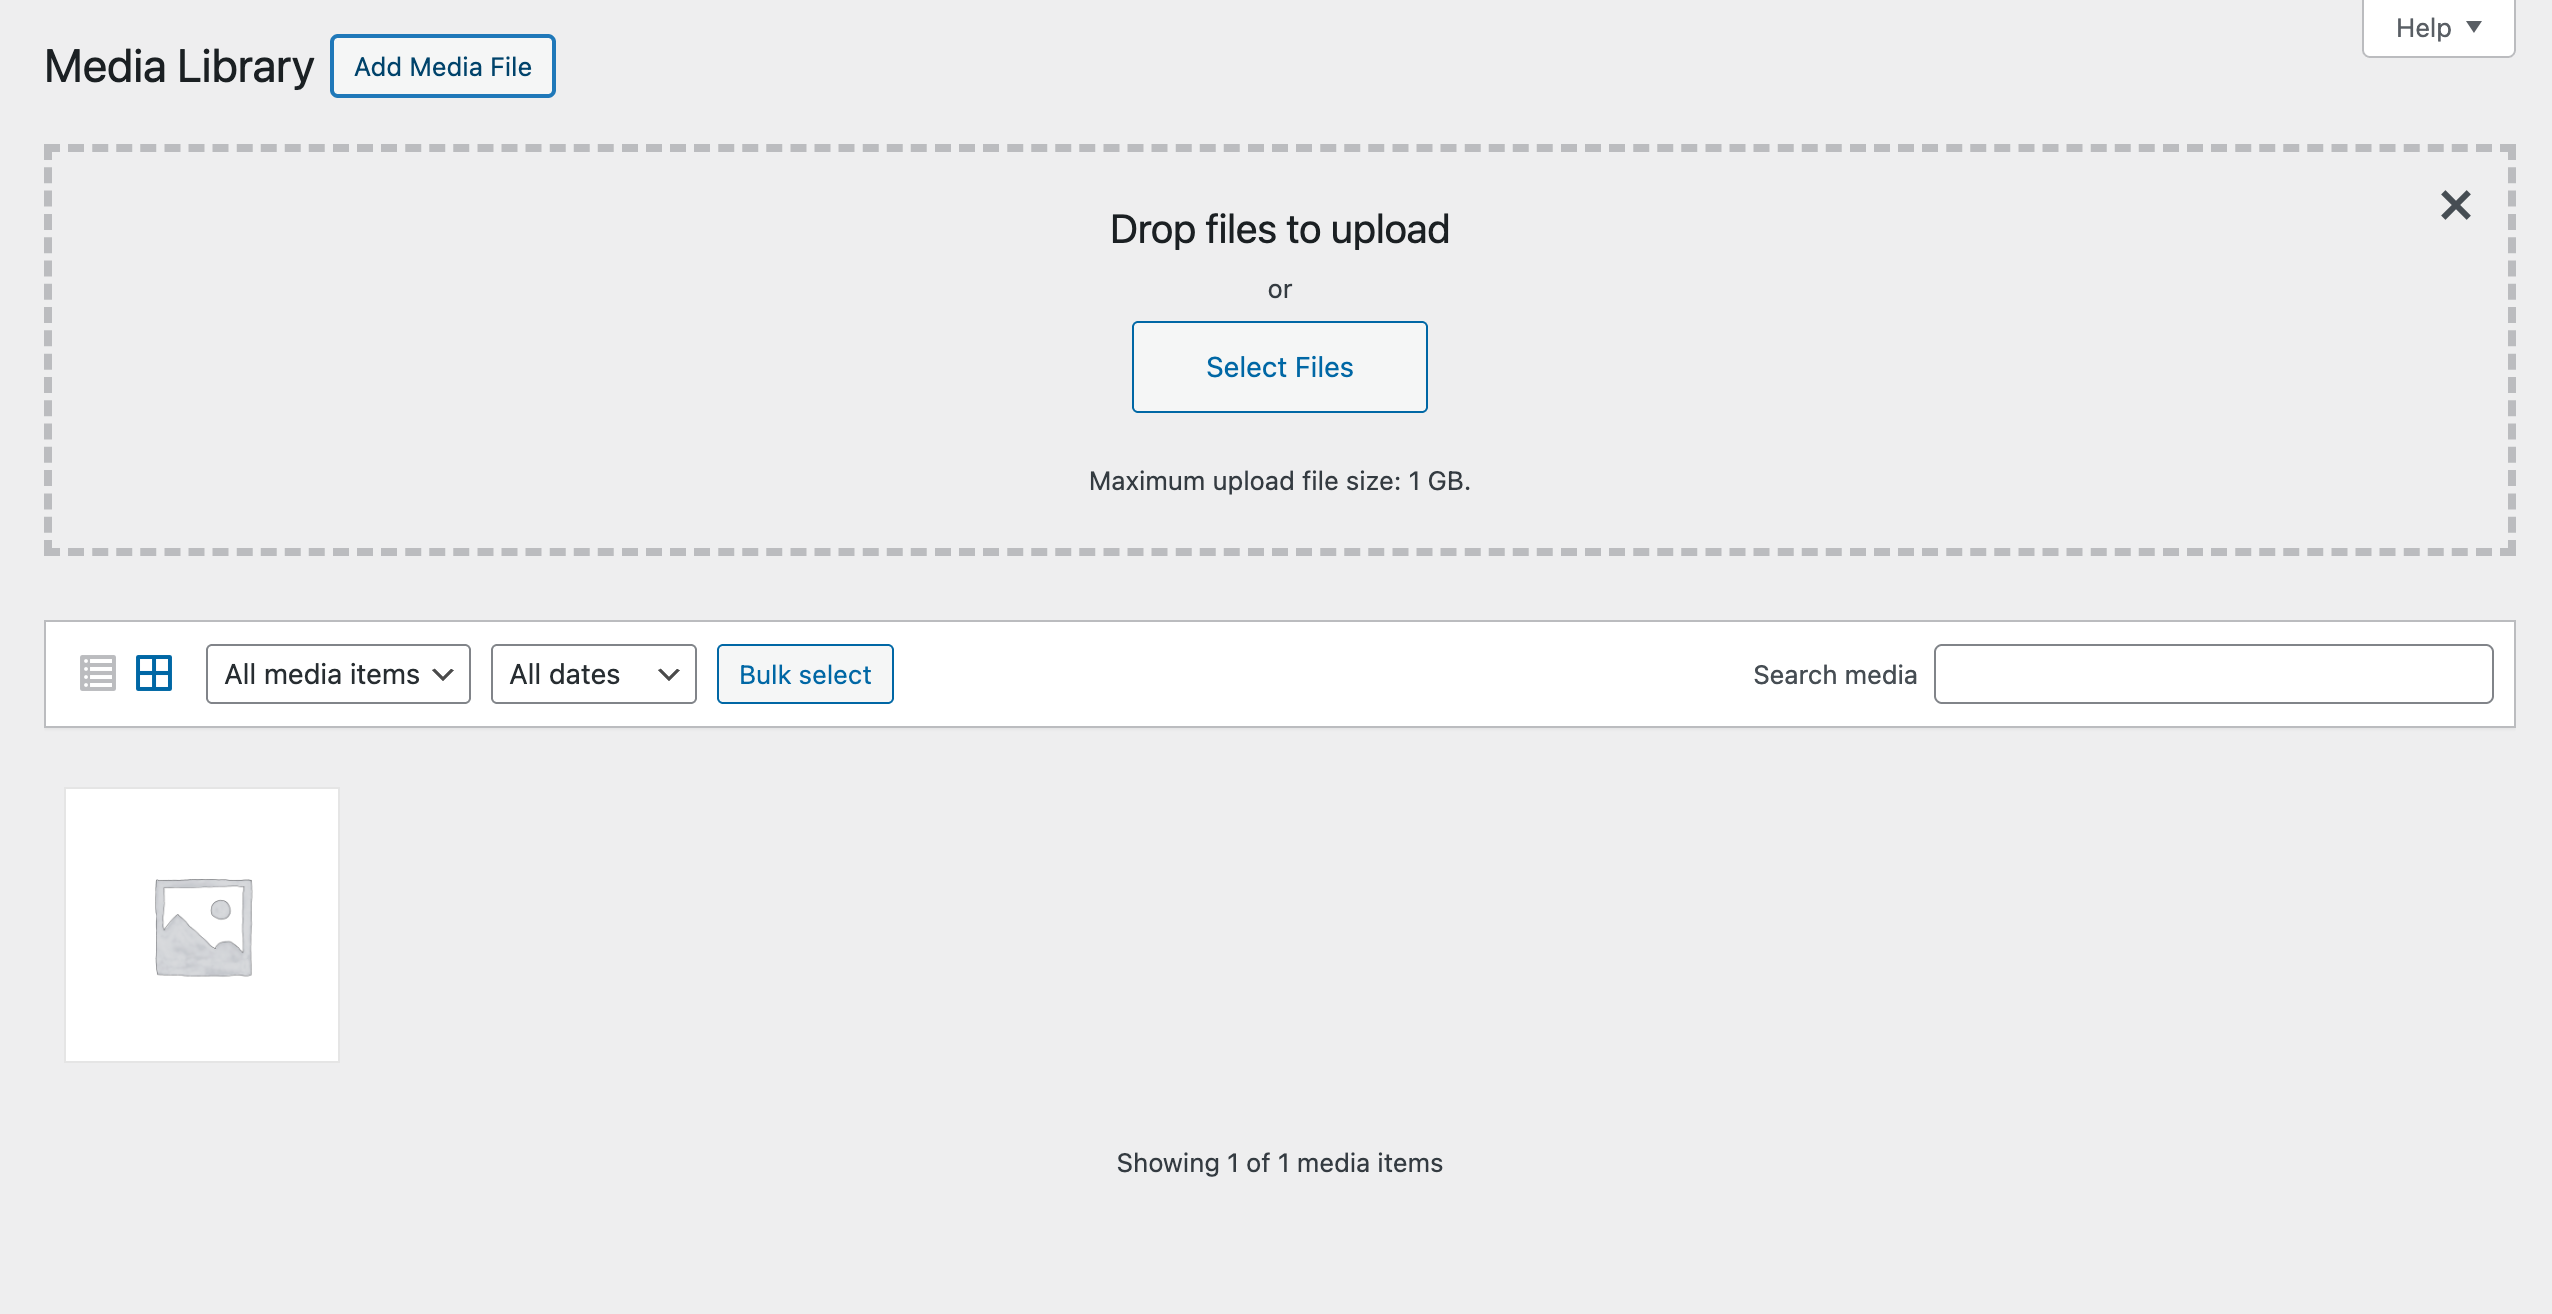 Help
Media Library Add Media File
Drop files to upload
or
Select Files
Maximum upload file size: 1 GB.
All media items All dates Bulk select Search media
Showing 1 of 1 media items